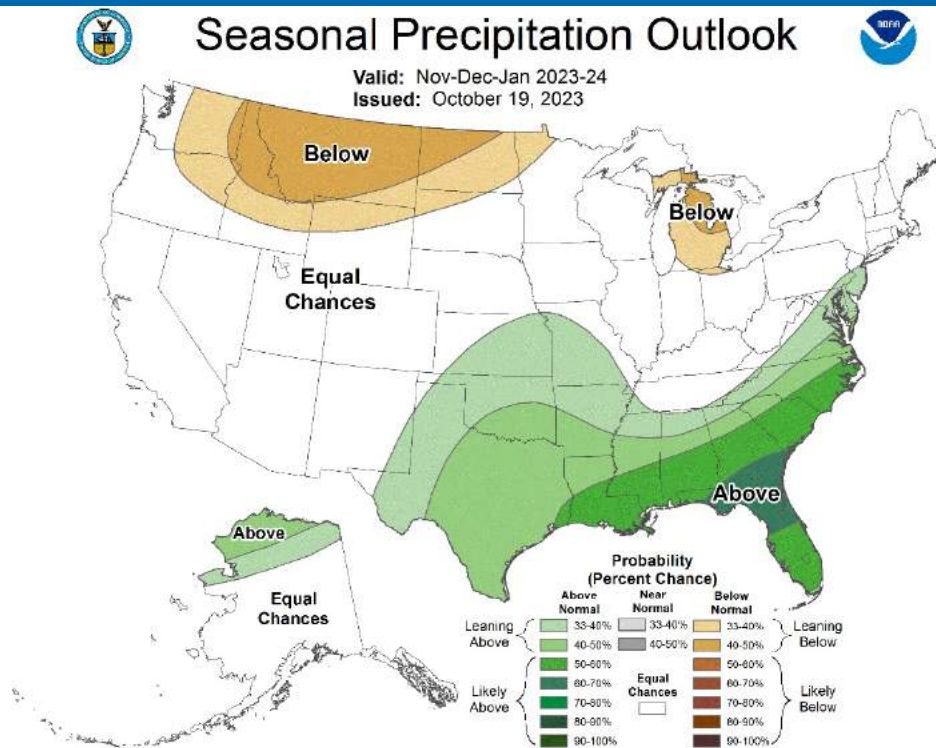 Seasonal Precipitation Outlook
NOAA
Valid: Nov-Dec-Jan 2023-24
Issued: October 19, 2023
Below
Below
Equal
Chances
Above
Above
Equal
Chances
Probability
(Percent Chance)
Above
Normal
Near
Normal
Below
Normal
Leaning
Above
33-40%
33-40%
33-40%
Leaning
Below
40-50%
40-50%
40-50%
Likely
Above
50-60%
50-60%
60-70%
60-70%
Equal
Chances
70-80%
70-80%
Likely
Below
80-90%
80-90%
90-100%
90-100%